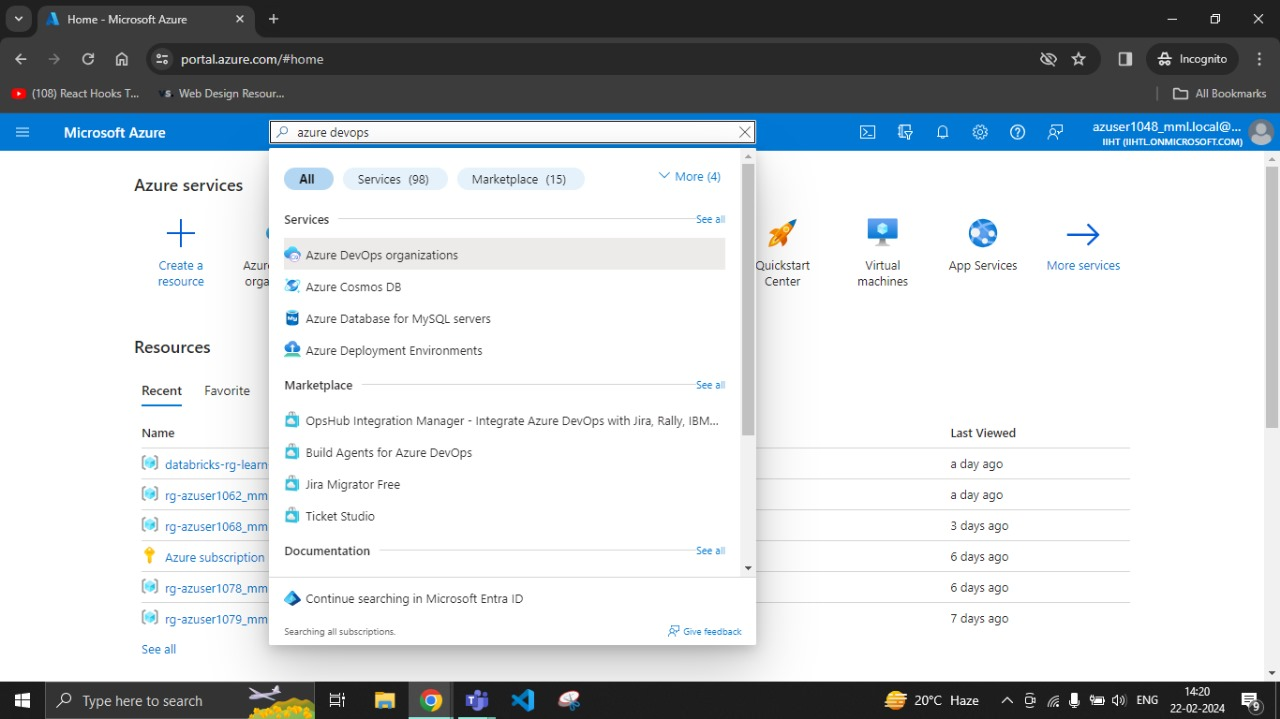 Home - Microsoft Azure
portal.azure.com/#home
Incognito
(108) React Hooks T...
vs Web Design Resour...
All Bookmarks
Microsoft Azure
azure devops
azuser1048_mml.local@...
IIHT (IIHTL.ONMICROSOFT.COM)
All
Services (98)
Marketplace (15)
More (4)
Azure services
Services
See all
Create a
resource
Azur
orga
Azure DevOps organizations
Azure Cosmos DB
Azure Database for MySQL servers
Azure Deployment Environments
Quickstart
Center
Virtual
machines
App Services
More services
Marketplace
See all
OpsHub Integration Manager - Integrate Azure DevOps with Jira, Rally, IBM...
Build Agents for Azure DevOps
Jira Migrator Free
Ticket Studio
Documentation
See all
Continue searching in Microsoft Entra ID
Searching all subscriptions.
Give feedback
Resources
Recent
Favorite
Name
Last Viewed
databricks-rg-learn
a day ago
rg-azuser1062_mm
a day ago
rg-azuser1068_mm
3 days ago
Azure subscription
6 days ago
rg-azuser1078_mm
6 days ago
rg-azuser1079_mm
7 days ago
See all
Type here to search
20°C Haze
ENG
14:20
22-02-2024
9